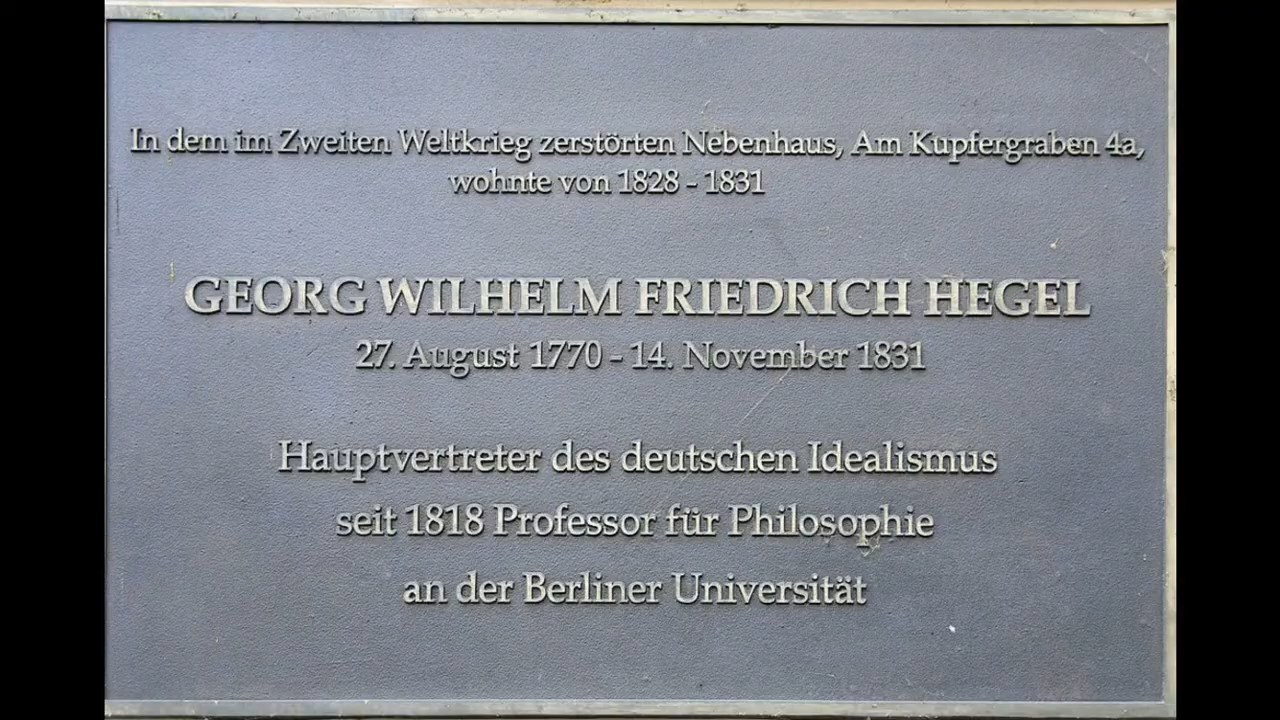 In dem im Zweiten Weltkrieg zerstörten Nebenhaus, Am Kupfergraben 4a,
wohnte von 1828 - 1831
GEORG WILHELM FRIEDRICH HEGEL
27. August 1770 - 14. November 1831
Hauptvertreter des deutschen Idealismus
seit 1818 Professor für Philosophie
an der Berliner Universität